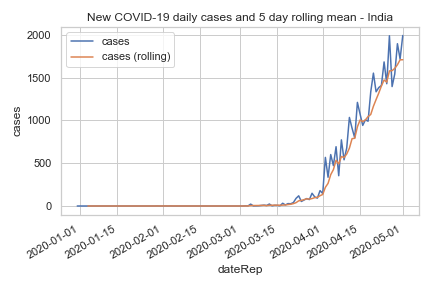 New COVID-19 daily cases and 5 day rolling mean - India
cases
cases (rolling)
2000
1500
1000
500
0
cases
2020-01-01
2020-01-15
2020-02-01
2020-02-15
2020-03-01
2020-03-15
2020-04-01
2020-04-15
2020-05-01
dateRep